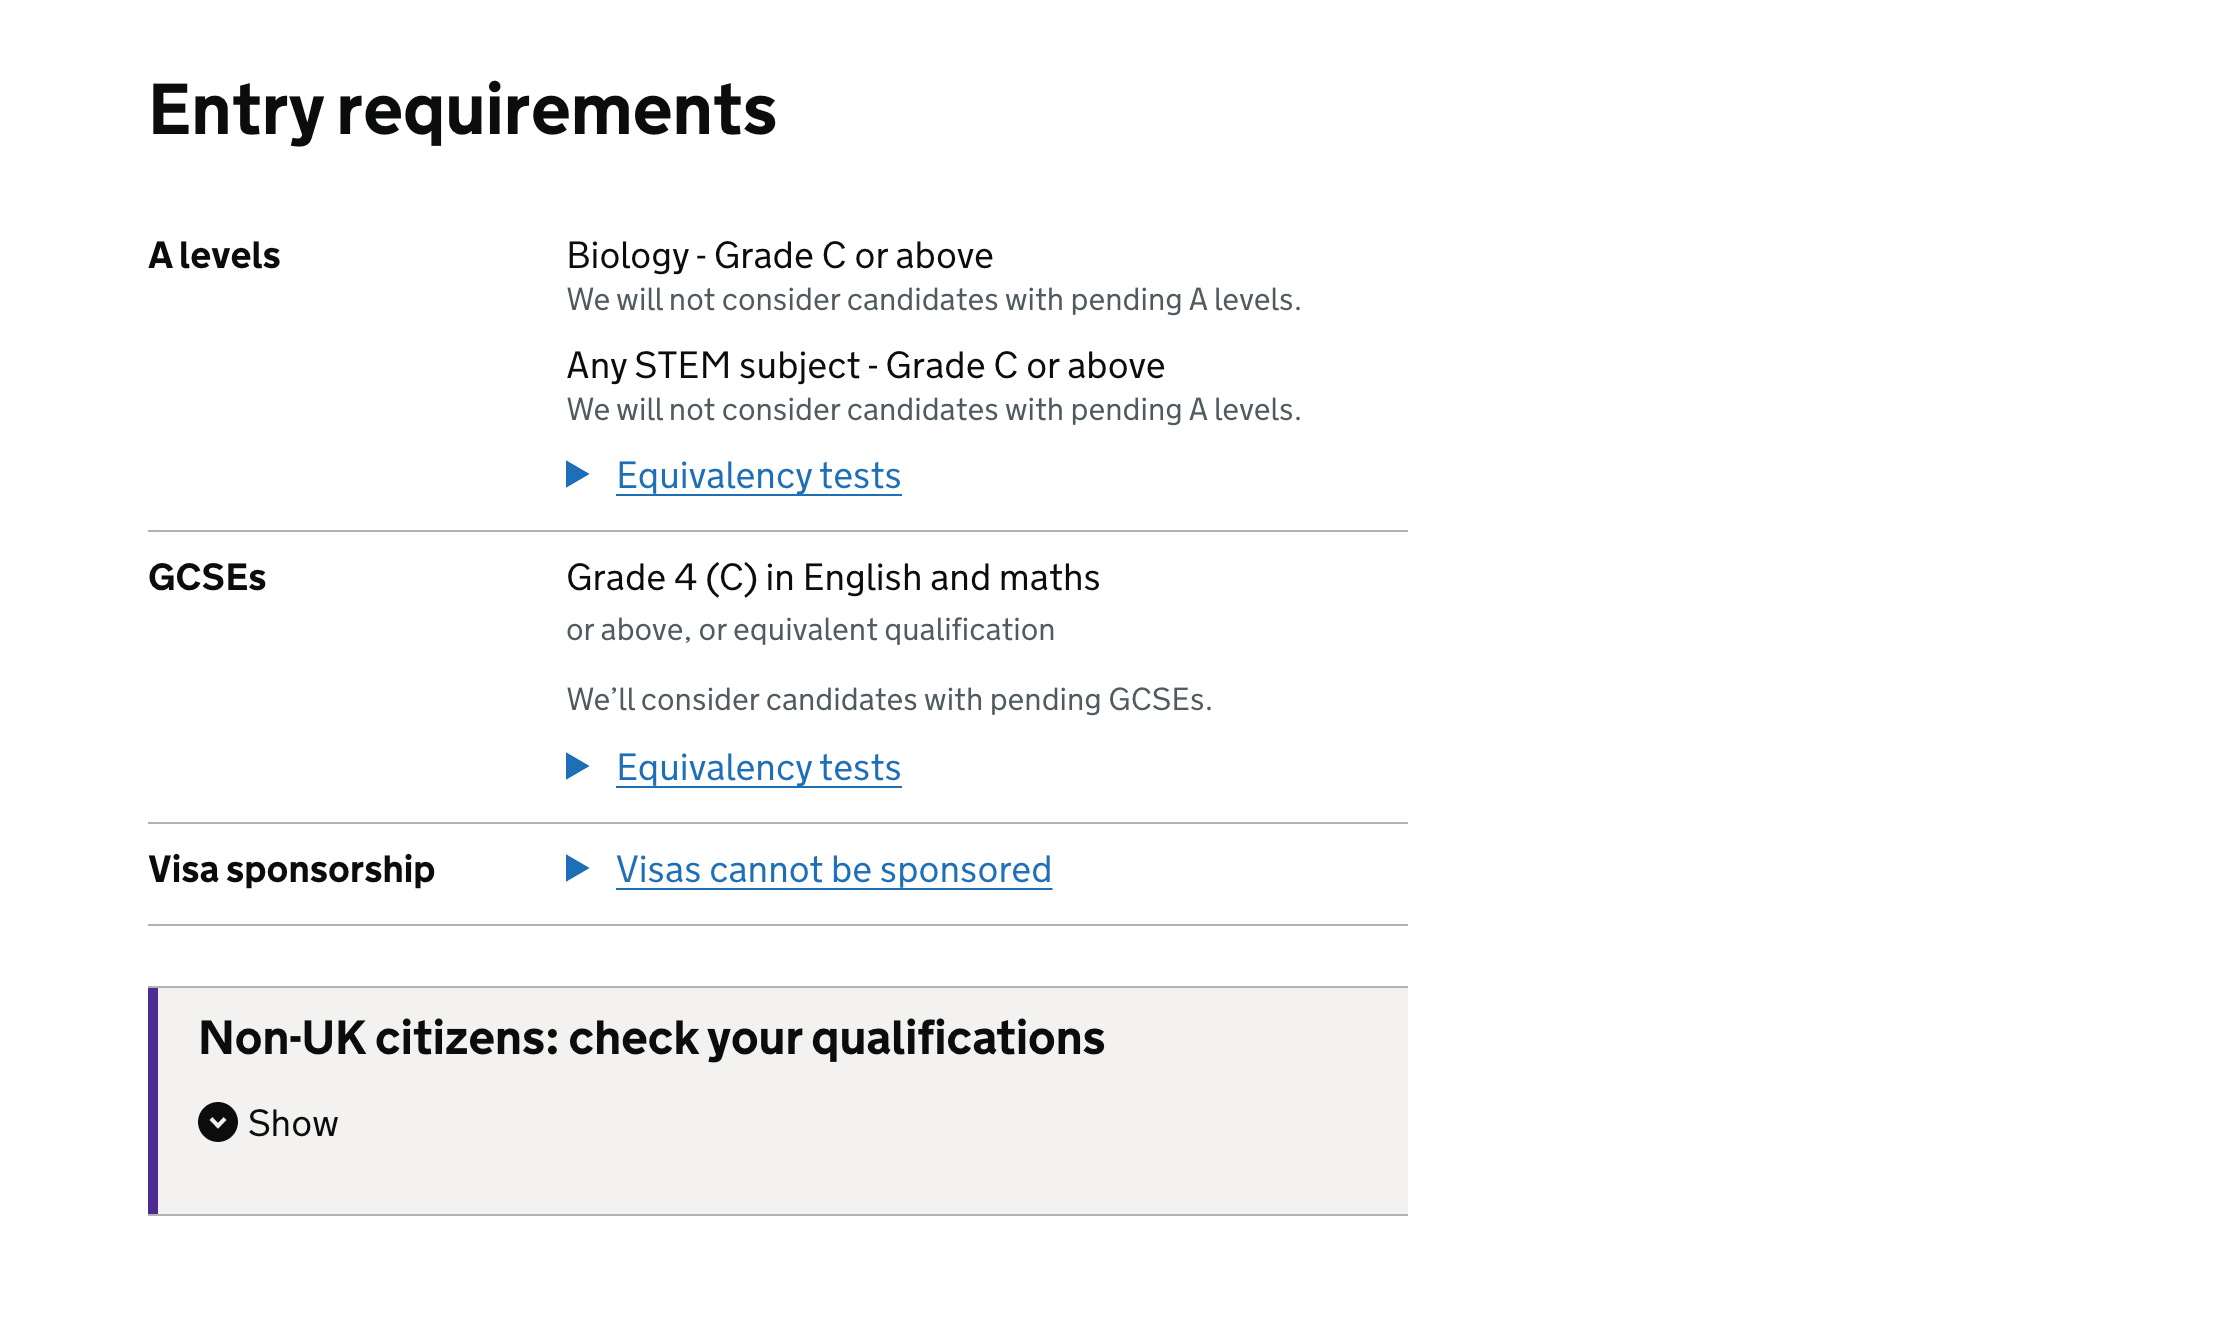 Entry requirements
A levels
Biology - Grade C or above
We will not consider candidates with pending A levels.
Any STEM subject - Grade C or above
We will not consider candidates with pending A levels.
Equivalency tests
GCSEs
Grade 4 (C) in English and maths
or above, or equivalent qualification
We’ll consider candidates with pending GCSEs.
Equivalency tests
Visa sponsorship
Visas cannot be sponsored
Non-UK citizens: check your qualifications
Show